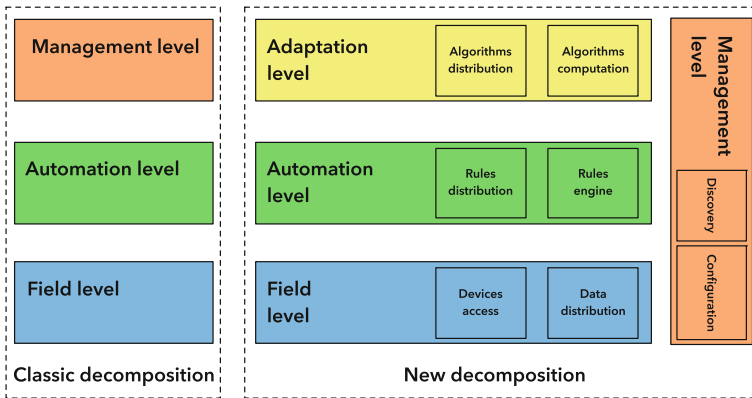 Management level
Automation level
Field level
Classic decomposition
Adaptation
level
Algorithms
distribution
Algorithms
computation
Automation
level
Rules
distribution
Rules
engine
Field
level
Devices
access
Data
distribution
Management
level
Discovery
Configuration
New decomposition